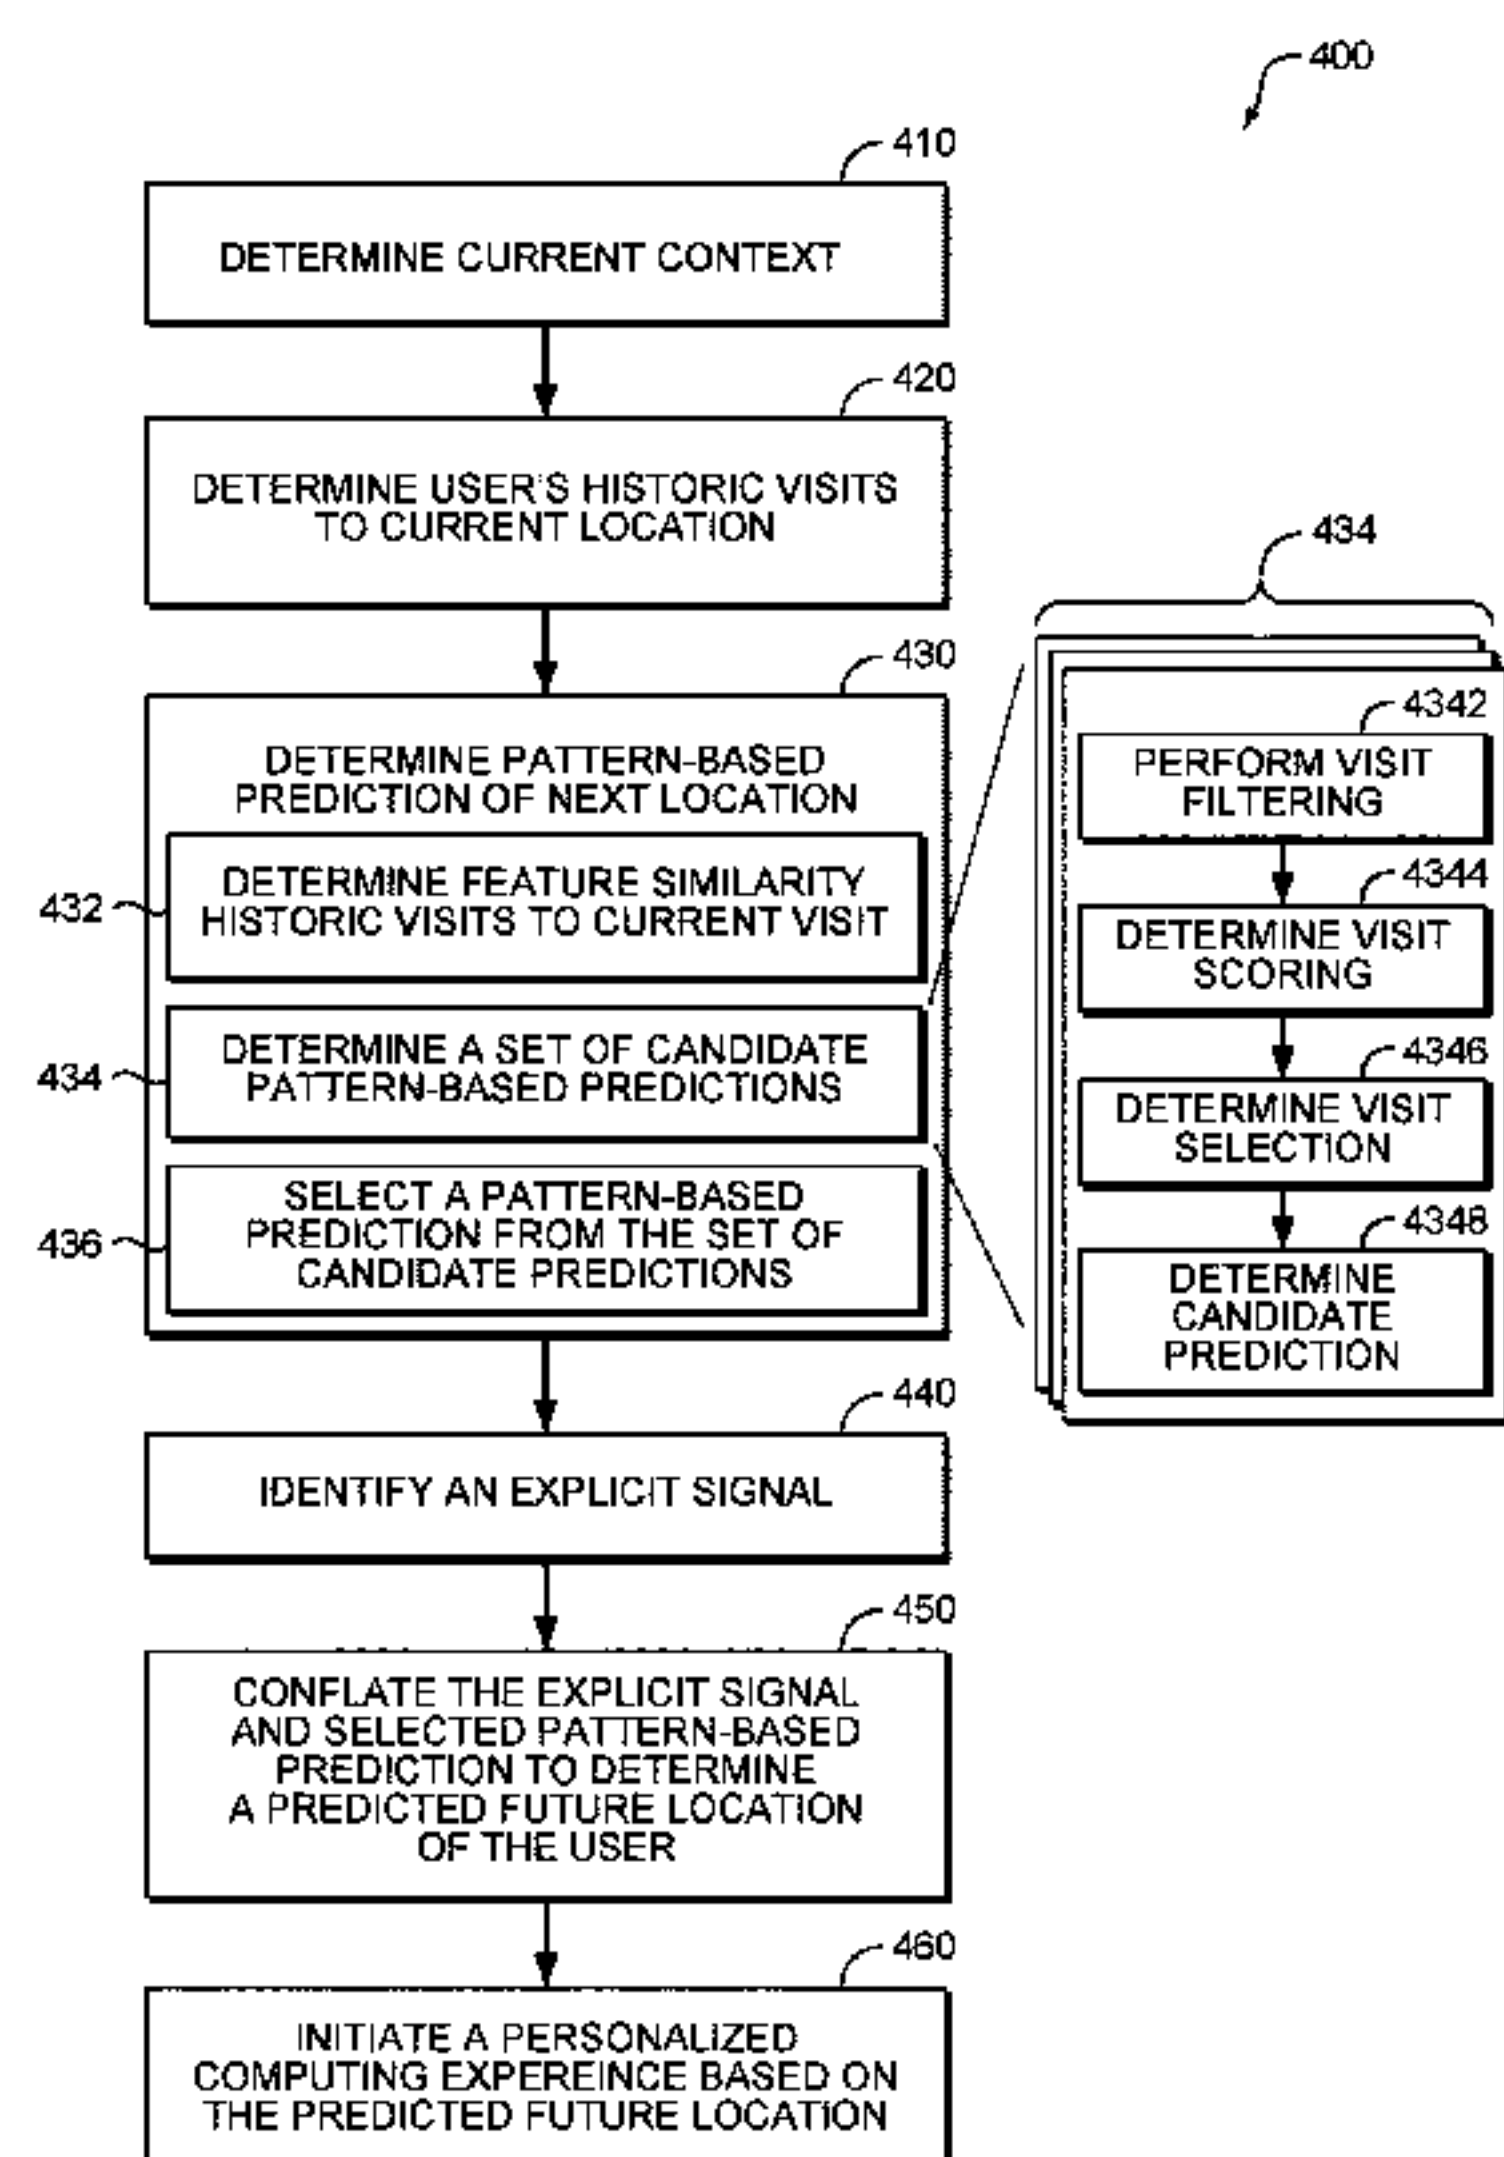 400
410
DETERMINE CURRENT CONTEXT
420
DETERMINE USER'S HISTORIC VISITS
TO CURRENT LOCATION
430
DETERMINE PATTERN-BASED
PREDICTION OF NEXT LOCATION
432
DETERMINE FEATURE SIMILARITY
HISTORIC VISITS TO CURRENT VISIT
434
DETERMINE A SET OF CANDIDATE
PATTERN-BASED PREDICTIONS
436
SELECT A PATTERN-BASED
PREDICTION FROM THE SET OF
CANDIDATE PREDICTIONS
434
4342
PERFORM VISIT
FILTERING
4344
DETERMINE VISIT
SCORING
4346
DETERMINE VISIT
SELECTION
4348
DETERMINE
CANDIDATE
PREDICTION
440
IDENTIFY AN EXPLICIT SIGNAL
450
CONFLATE THE EXPLICIT SIGNAL
AND SELECTED PATTERN-BASED
PREDICTION TO DETERMINE
A PREDICTED FUTURE LOCATION
OF THE USER
460
INITIATE A PERSONALIZED
COMPUTING EXPEREINCE BASED ON
THE PREDICTED FUTURE LOCATION